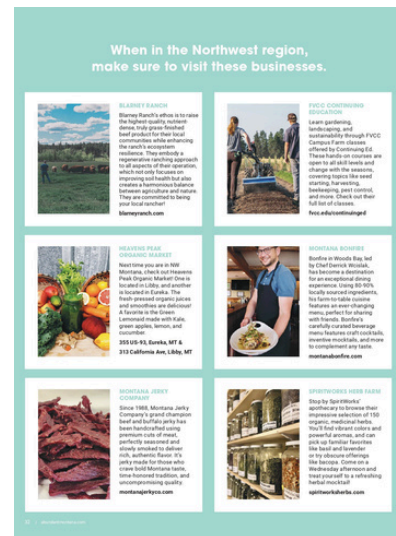 When in the Northwest region,
make sure to visit these businesses.
BLARNEY RANCH
Blarney Ranch's ethos is to raise
the highest-quality, nutrient-
dense, truly grass-finished
beef product for their local
communities while enhancing
the ranch's ecosystem
resilience. They embody a
regenerative ranching approach
to all aspects of their operation,
which not only focuses on
improving soil health but also
creates a harmonious balance
between agriculture and nature.
They are committed to being
your local rancher!
blarneyranch.com
FVCC CONTINUING
EDUCATION
Learn gardening,
landscaping, and
sustainability through FVCC
Campus Farm classes
offered by Continuing Ed.
These hands-on courses are
open to all skill levels and
change with the seasons,
covering topics like seed
starting, harvesting,
beekeeping, pest control,
and more. Check out their
full list of classes.
fvcc.edu/continuinged
HEAVENS PEAK
ORGANIC MARKET
Next time you are in NW
Montana, check out Heavens
Peak Organic Market! One is
located in Libby, and another
is located in Eureka. The
fresh-pressed organic juices
and smoothies are delicious!
A favorite is the Green
Lemonaid made with Kale,
green apples, lemon, and
cucumber.
355 US-93, Eureka, MT &
313 California Ave, Libby, MT
MONTANA BONFIRE
Bonfire in Woods Bay, led
by Chef Derrick Wcislak,
has become a destination
for an exceptional dining
experience. Using 80-90%
locally sourced ingredients,
his farm-to-table cuisine
features an ever-changing
menu, perfect for sharing
with friends. Bonfire's
carefully curated beverage
menu features craft cocktails,
inventive mocktails, and more
to complement any taste.
montanabonfire.com
MONTANA JERKY
COMPANY
Since 1988, Montana Jerky
Company's grand champion
beef and buffalo jerky has
been handcrafted using
premium cuts of meat,
perfectly seasoned and
slowly smoked to deliver
rich, authentic flavor. It's
jerky made for those who
crave bold Montana taste,
time-honored tradition, and
uncompromising quality.
montanajerkyco.com
SPIRITWORKS HERB FARM
Stop by SpiritWorks'
apothecary to browse their
impressive selection of 150
organic, medicinal herbs.
You'll find vibrant colors and
powerful aromas, and can
pick up familiar favorites
like basil and lavender
or try obscure offerings
like bacopa. Come on a
Wednesday afternoon and
treat yourself to a refreshing
herbal mocktail!
spiritworksherbs.com